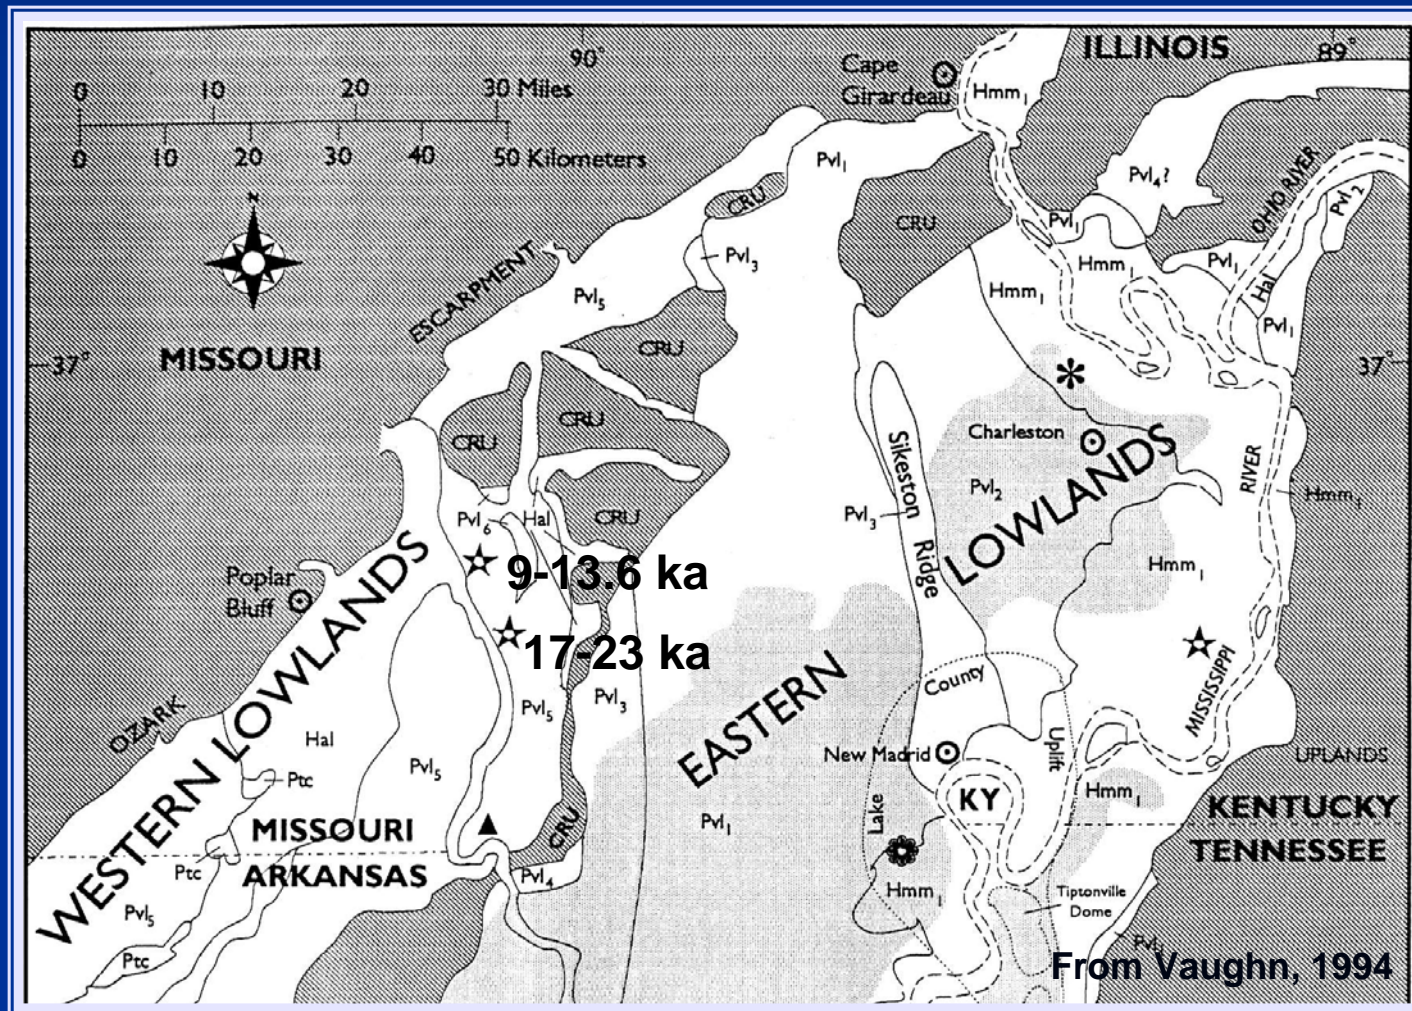 ILLINOIS
90°
89°
Cape
Girardeau
0 10 20 30 Miles
0 10 20 30 40 50 Kilometers
N
Hmm1
Pvl1
Pvl4?
OHIO RIVER
Pvl2
CRU
CRU
Pvl1
Pvl3
Hmm1
Pvl1
Hal
Hmm1
Pvl1
ESCARPMENT
Pvl5
37°
MISSOURI
CRU
37°
CRU
CRU
Charleston
Sikeston Ridge
LOWLANDS
Pvl2
RIVER
Hmm1
Pvl3
Pvl6
Hal
CRU
9-13.6 ka
Hmm1
Poplar
Bluff
17-23 ka
WESTERN LOWLANDS
EASTERN
MISSISSIPPI
OZARK
Hal
Pvl5
Pvl3
Lake County Uplift
New Madrid
UPLANDS
Ptc
Pvl5
Pvl1
KY
Hmm1
KENTUCKY
TENNESSEE
CRU
MISSOURI
ARKANSAS
Ptc
Pvl4
Hmm1
Tiptonville
Dome
Pvl5
Ptc
Pvl1
From Vaughn, 1994